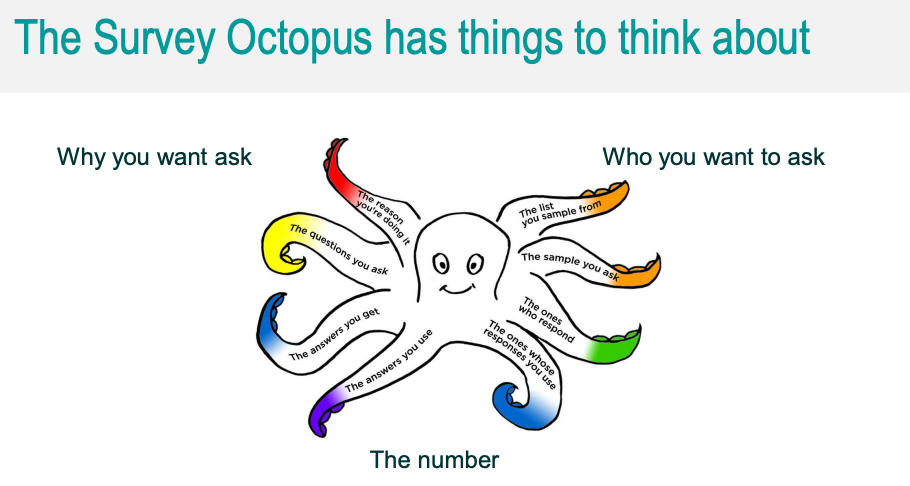 The Survey Octopus has things to think about
Why you want ask
Who you want to ask
The reason
you're doing it
The list
you sample from
The questions you ask
The sample you ask
The answers you get
The ones
who respond
The answers you use
The ones whose
responses you use
The number